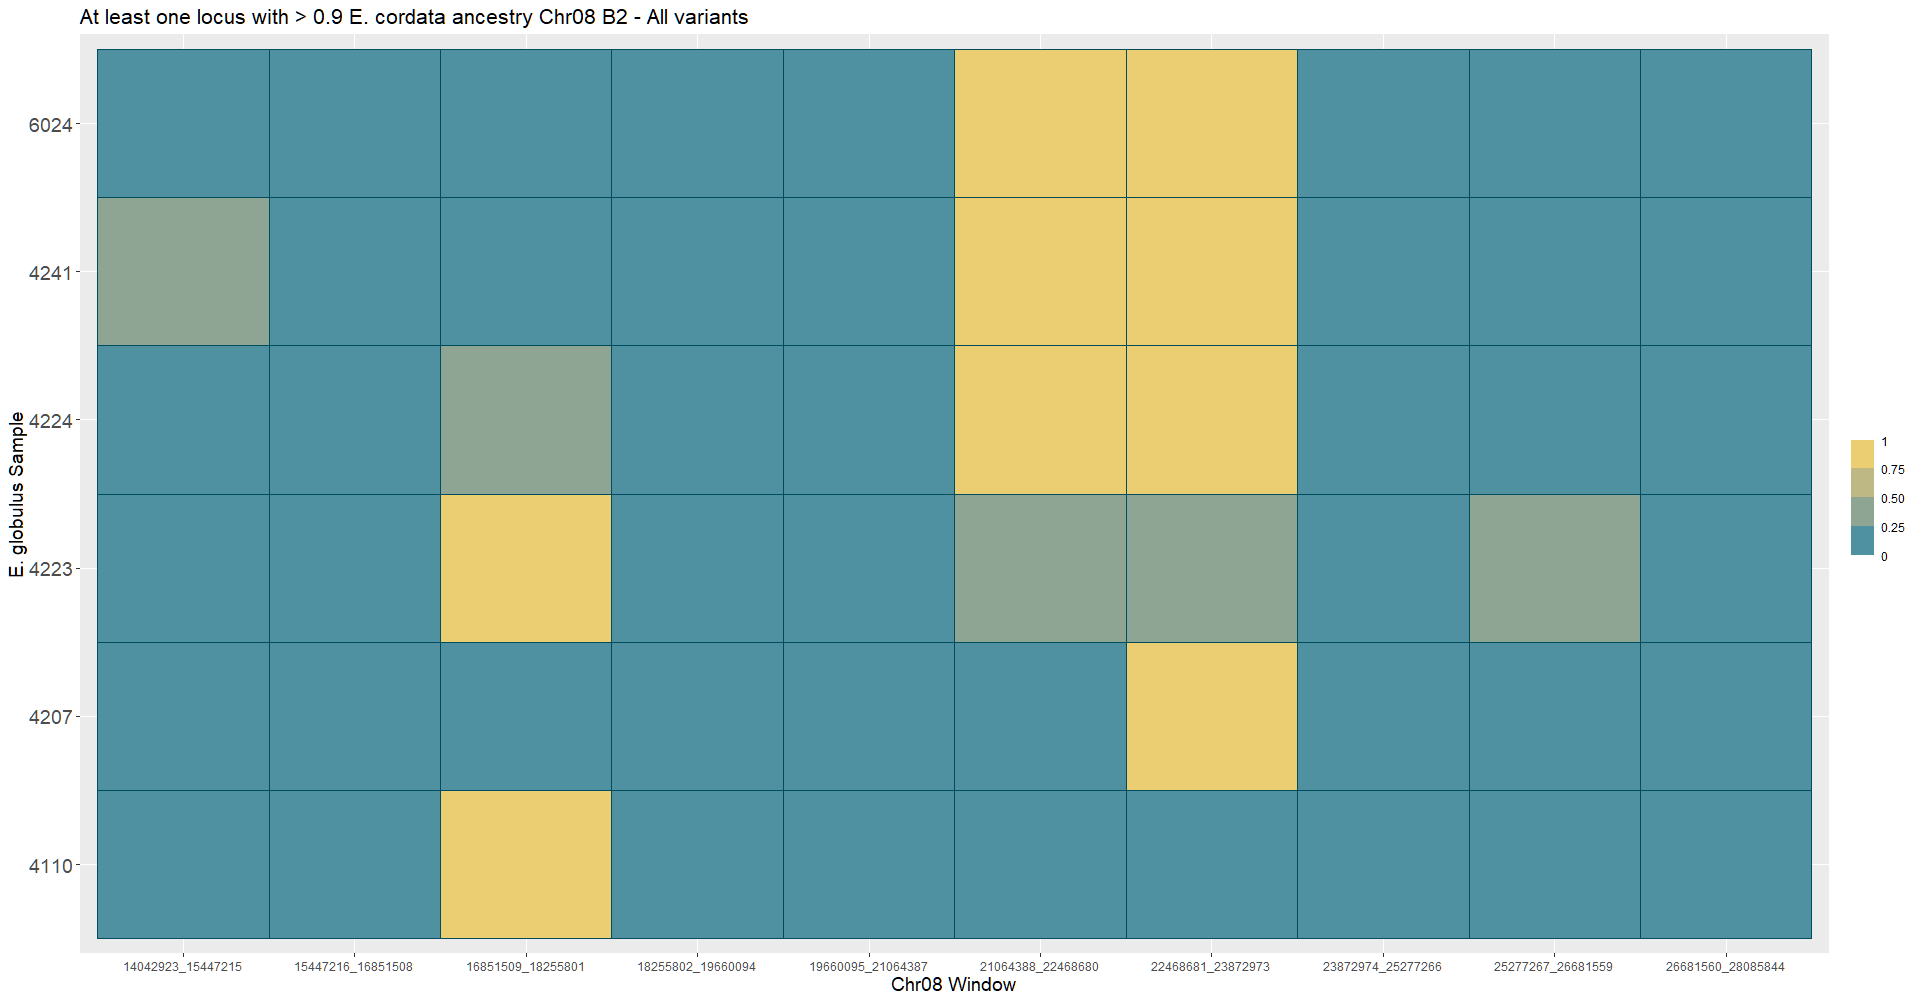 At least one locus with > 0.9 E. cordata ancestry Chr08 B2 - All variants
E. globulus Sample
6024
4241
4224
4223
4207
4110
1
0.75
0.50
0.25
0
14042923_15447215 15447216_16851508 16851509_18255801 18255802_19660094 19660095_21064387 21064388_22468680 22468681_23872973 23872974_25277266 25277267_26681559 26681560_28085844
Chr08 Window